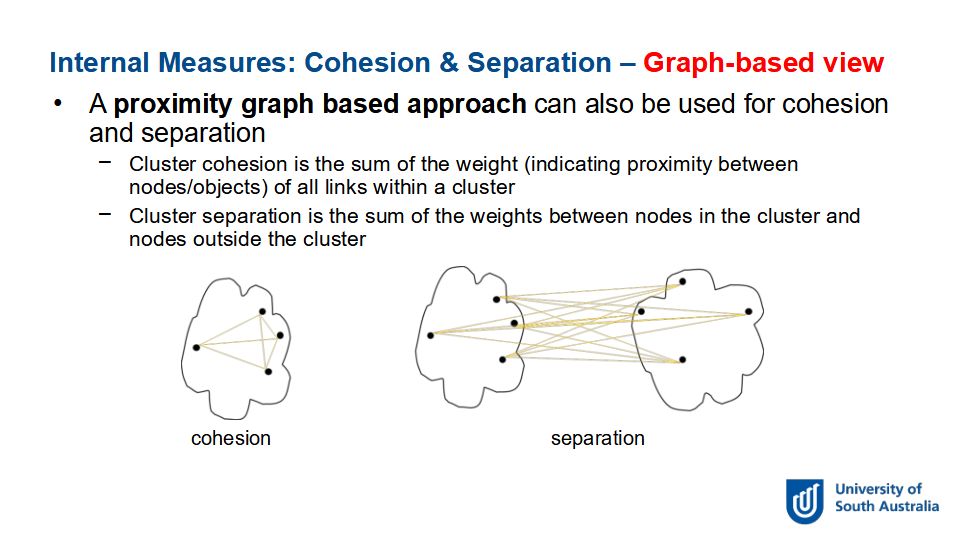 Internal Measures: Cohesion & Separation – Graph-based view
• A proximity graph based approach can also be used for cohesion
and separation
– Cluster cohesion is the sum of the weight (indicating proximity between
nodes/objects) of all links within a cluster
– Cluster separation is the sum of the weights between nodes in the cluster and
nodes outside the cluster
cohesion
separation
University of
South Australia